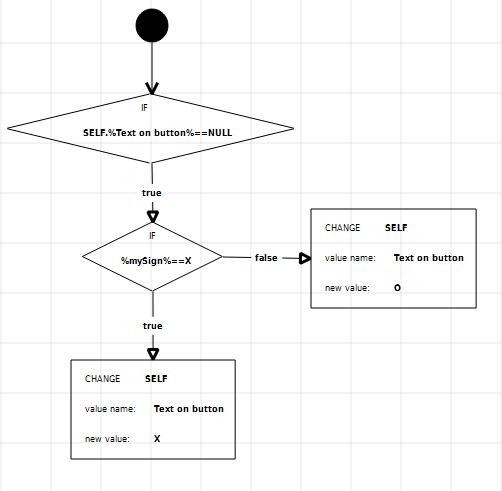 IF
SELF.%Text on button%==NULL
true
IF
%mySign%==X
false
CHANGE SELF
value name: Text on button
new value: O
true
CHANGE SELF
value name: Text on button
new value: X